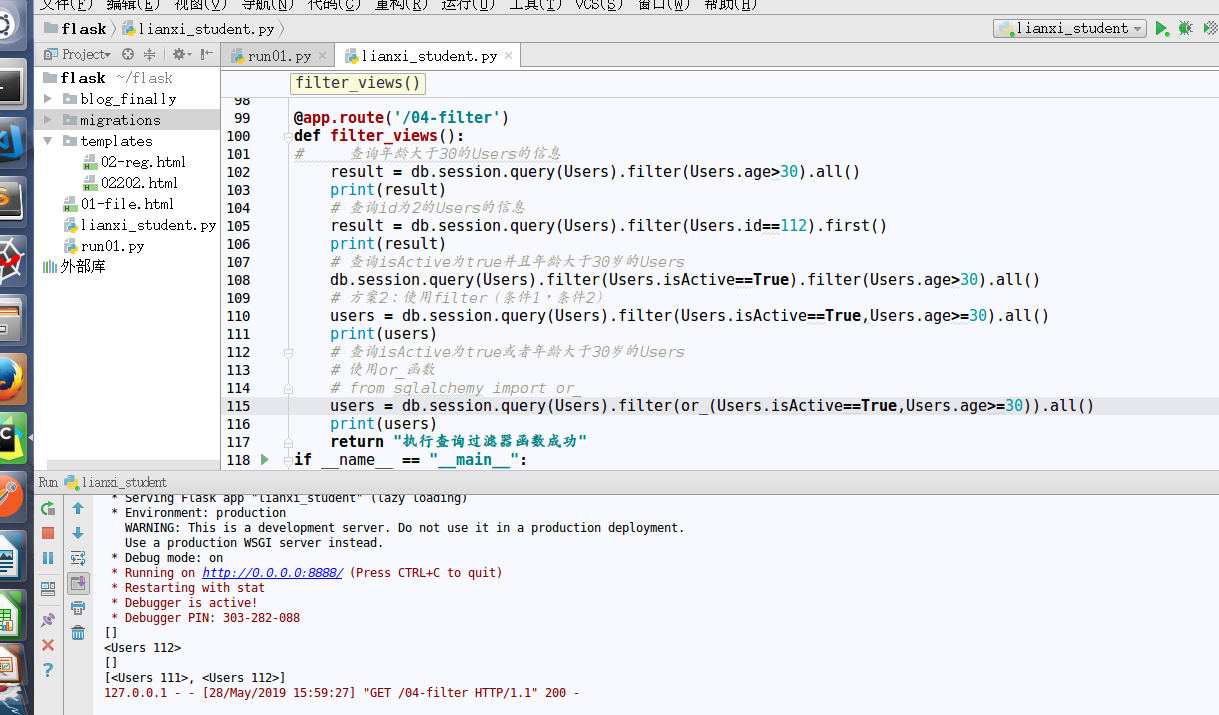 文件(F) 编辑(E) 视图(V) 导航(N) 代码(C) 重构(R) 运行(U) 工具(T) VCS(S) 窗口(W) 帮助(H)
flask lianxi_student.py lianxi_student
Project run01.py lianxi_student.py
flask ~/flask
blog_finally
migrations
templates
02-reg.html
02202.html
01-file.html
lianxi_student.py
run01.py
外部库
filter_views()
98
99 @app.route('/04-filter')
100 def filter_views():
101 # 查询年龄大于30的Users的信息
102 result = db.session.query(Users).filter(Users.age>30).all()
103 print(result)
104 # 查询id为2的Users的信息
105 result = db.session.query(Users).filter(Users.id==112).first()
106 print(result)
107 # 查询isActive为true并且年龄大于30岁的Users
108 db.session.query(Users).filter(Users.isActive==True).filter(Users.age>30).all()
109 # 方案2：使用filter（条件1，条件2）
110 users = db.session.query(Users).filter(Users.isActive==True,Users.age>=30).all()
111 print(users)
112 # 查询isActive为true或者年龄大于30岁的Users
113 # 使用or_函数
114 # from sqlalchemy import or_
115 users = db.session.query(Users).filter(or_(Users.isActive==True,Users.age>=30)).all()
116 print(users)
117 return "执行查询过滤器函数成功"
118 if __name__ == "__main__":
Run lianxi_student
* Serving Flask app "lianxi_student" (lazy loading)
* Environment: production
WARNING: This is a development server. Do not use it in a production deployment.
Use a production WSGI server instead.
* Debug mode: on
* Running on http://0.0.0.0:8888/ (Press CTRL+C to quit)
* Restarting with stat
* Debugger is active!
* Debugger PIN: 303-282-088
[]
<Users 112>
[]
[<Users 111>, <Users 112>]
127.0.0.1 - - [28/May/2019 15:59:27] "GET /04-filter HTTP/1.1" 200 -